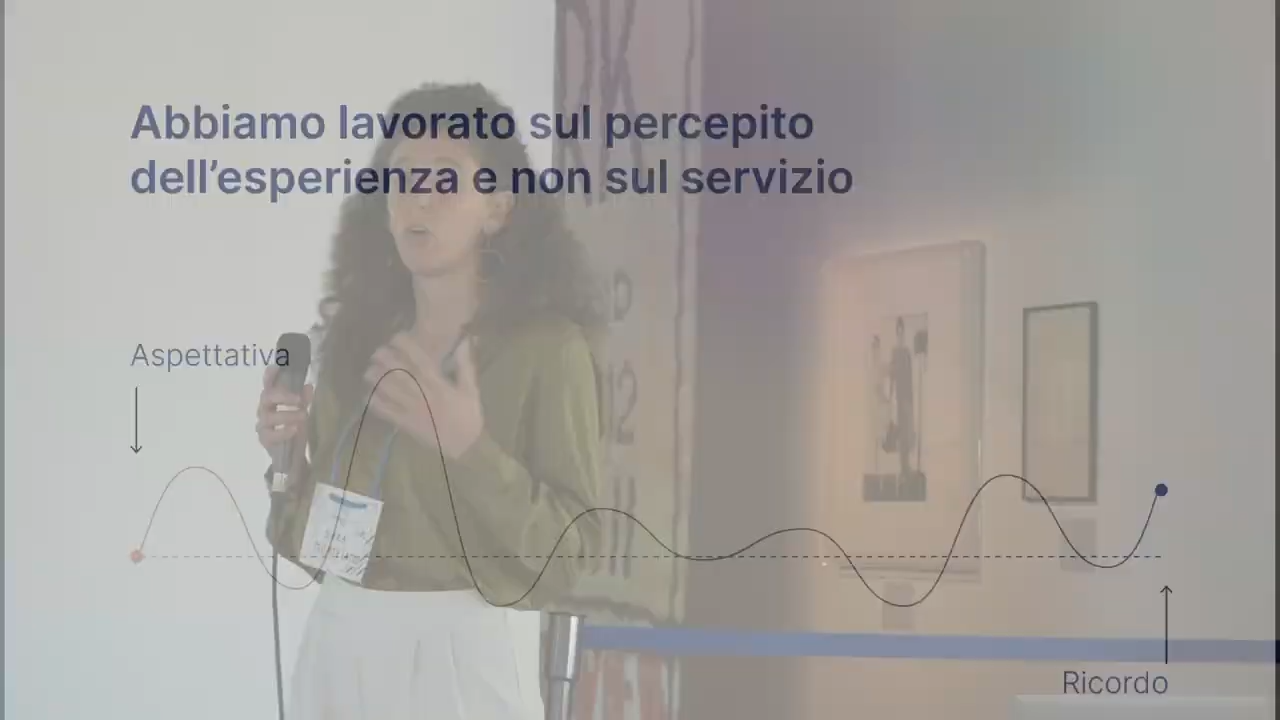 Abbiamo lavorato sul percepito
dell’esperienza e non sul servizio
Aspettativa
Ricordo